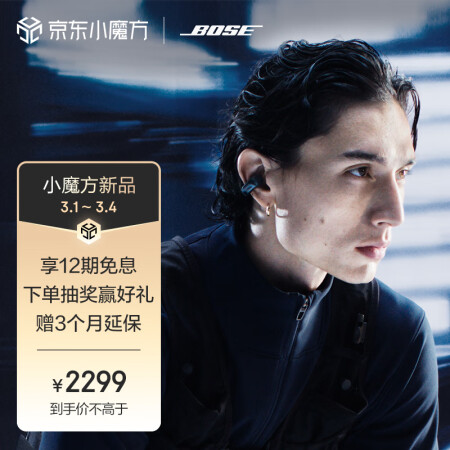 京东小魔方 BOSE
小魔方新品
3.1~3.4
享12期免息
下单抽奖赢好礼
赠3个月延保
¥2299
到手价不高于